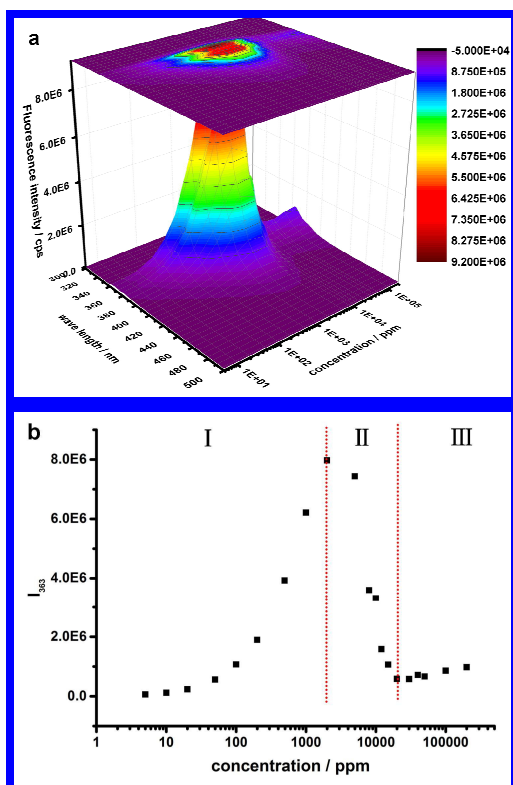 a
Fluorescence intensity / cps
8.0E6
6.0E6
4.0E6
2.0E6
0.0
320
340
360
380
400
420
440
460
480
500
wave length / nm
1E+01
1E+02
1E+03
1E+04
1E+05
concentration / ppm
-5.000E+04
8.750E+05
1.800E+06
2.725E+06
3.650E+06
4.575E+06
5.500E+06
6.425E+06
7.350E+06
8.275E+06
9.200E+06
b
I II III
8.0E6
6.0E6
4.0E6
2.0E6
0.0
I363
1 10 100 1000 10000 100000
concentration / ppm